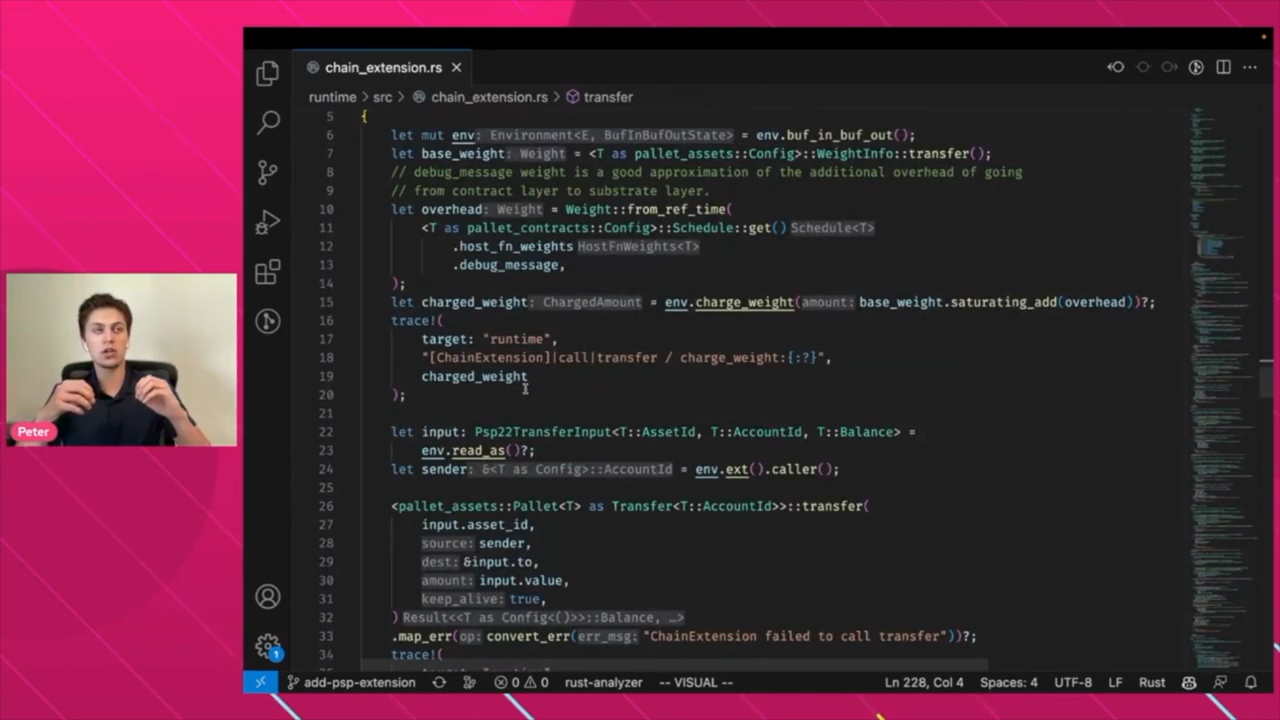 chain_extension.rs
runtime > src > chain_extension.rs > transfer
5 {
6 let mut env: Environment<E, BufInBufOutState> = env.buf_in_buf_out();
7 let base_weight: Weight = <T as pallet_assets::Config>::WeightInfo::transfer();
8 // debug_message weight is a good approximation of the additional overhead of going
9 // from contract layer to substrate layer.
10 let overhead: Weight = Weight::from_ref_time(
11 <T as pallet_contracts::Config>::Schedule::get() Schedule<T>
12 .host_fn_weights HostFnWeights<T>
13 .debug_message,
14 );
15 let charged_weight: ChargedAmount = env.charge_weight(amount: base_weight.saturating_add(overhead))?;
16 trace!(
17 target: "runtime",
18 "[ChainExtension]|call|transfer / charge_weight:{:?}",
19 charged_weight
20 );
21
22 let input: Psp22TransferInput<T::AssetId, T::AccountId, T::Balance> =
23 env.read_as()?;
24 let sender: &<T as Config>::AccountId = env.ext().caller();
25
26 <pallet_assets::Pallet<T> as Transfer<T::AccountId>>::transfer(
27 input.asset_id,
28 source: sender,
29 dest: &input.to,
30 amount: input.value,
31 keep_alive: true,
32 ) Result<<T as Config<()>>::Balance, …>
33 .map_err(op: convert_err(err_msg: "ChainExtension failed to call transfer"))?;
34 trace!(
Peter
1
add-psp-extension 0 0 rust-analyzer -- VISUAL -- Ln 228, Col 4 Spaces: 4 UTF-8 LF Rust